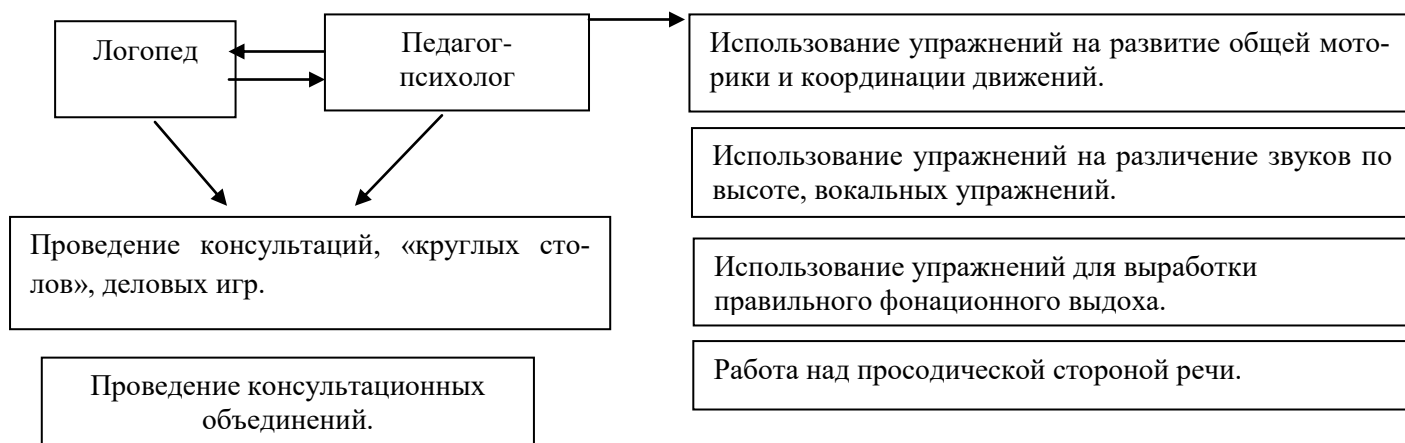 Логопед
Педагог-
психолог
Использование упражнений на развитие общей мото-
рики и координации движений.
Использование упражнений на различение звуков по
высоте, вокальных упражнений.
Проведение консультаций, «круглых сто-
лов», деловых игр.
Использование упражнений для выработки
правильного фонационного выдоха.
Проведение консультационных
объединений.
Работа над просодической стороной речи.